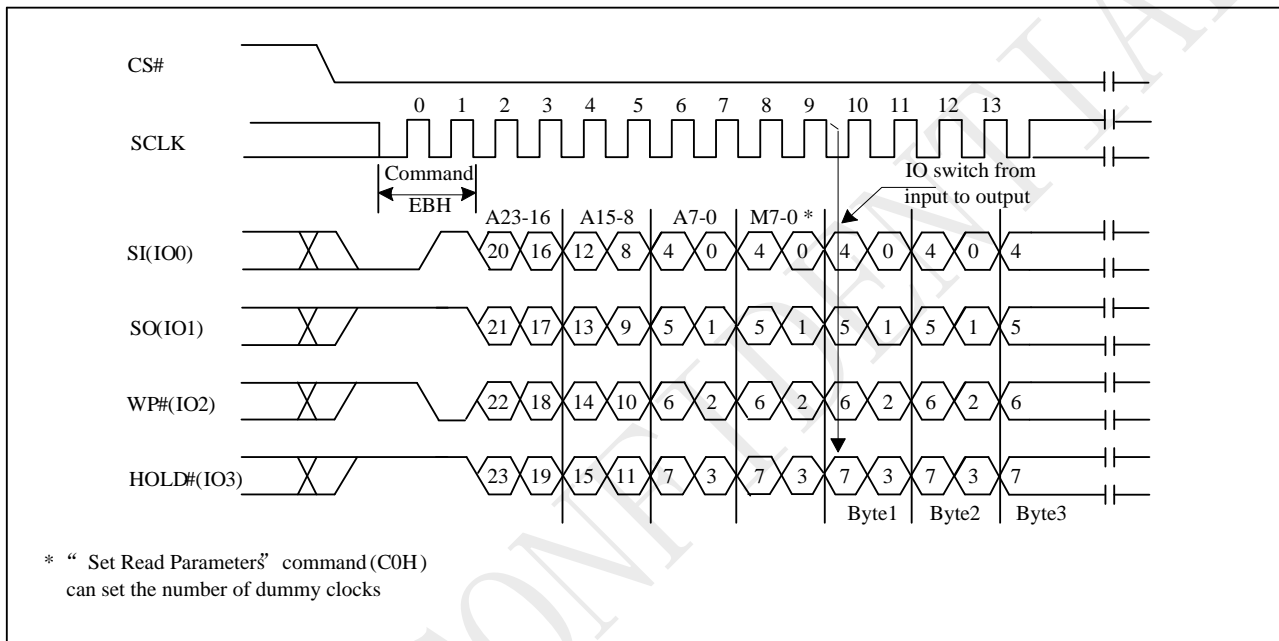 CS#
0 1 2 3 4 5 6 7 8 9 10 11 12 13
SCLK
Command
EBH
IO switch from
input to output
A23-16 A15-8 A7-0 M7-0 *
SI(IO0) 20 16 12 8 4 0 4 0 4 0 4 0 4
SO(IO1) 21 17 13 9 5 1 5 1 5 1 5 1 5
WP#(IO2) 22 18 14 10 6 2 6 2 6 2 6 2 6
HOLD#(IO3) 23 19 15 11 7 3 7 3 7 3 7 3 7
Byte1 Byte2 Byte3
* “ Set Read Parameters” command (C0H)
can set the number of dummy clocks
CONFIDENTIAL